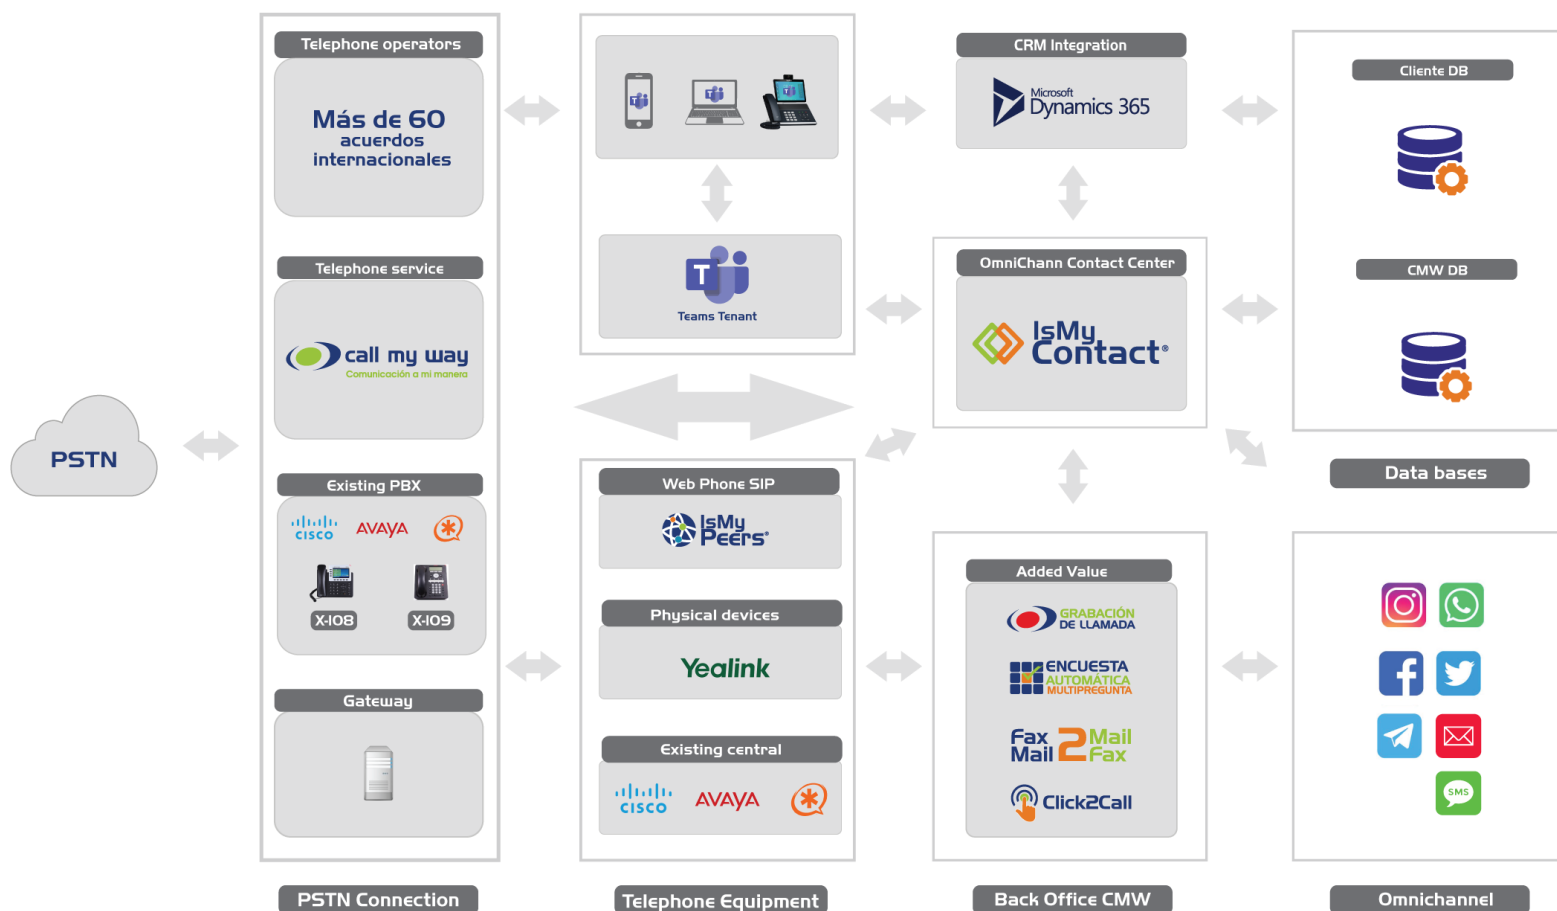 PSTN
Telephone operators
Más de 60
acuerdos
internacionales
Telephone service
call my way
Comunicación a mi manera
Existing PBX
CISCO
AVAYA
X-108
X-109
Gateway
PSTN Connection
Teams Tenant
Web Phone SIP
IsMy
Peers®
Physical devices
Yealink
Existing central
CISCO
AVAYA
Telephone Equipment
CRM Integration
Microsoft
Dynamics 365
OmniChann Contact Center
IsMy
Contact®
Added Value
GRABACIÓN
DE LLAMADA
ENCUESTA
AUTOMÁTICA
MULTIPREGUNTA
Fax 2 Mail
Mail Fax
Click2Call
Back Office CMW
Cliente DB
CMW DB
Data bases
SMS
Omnichannel